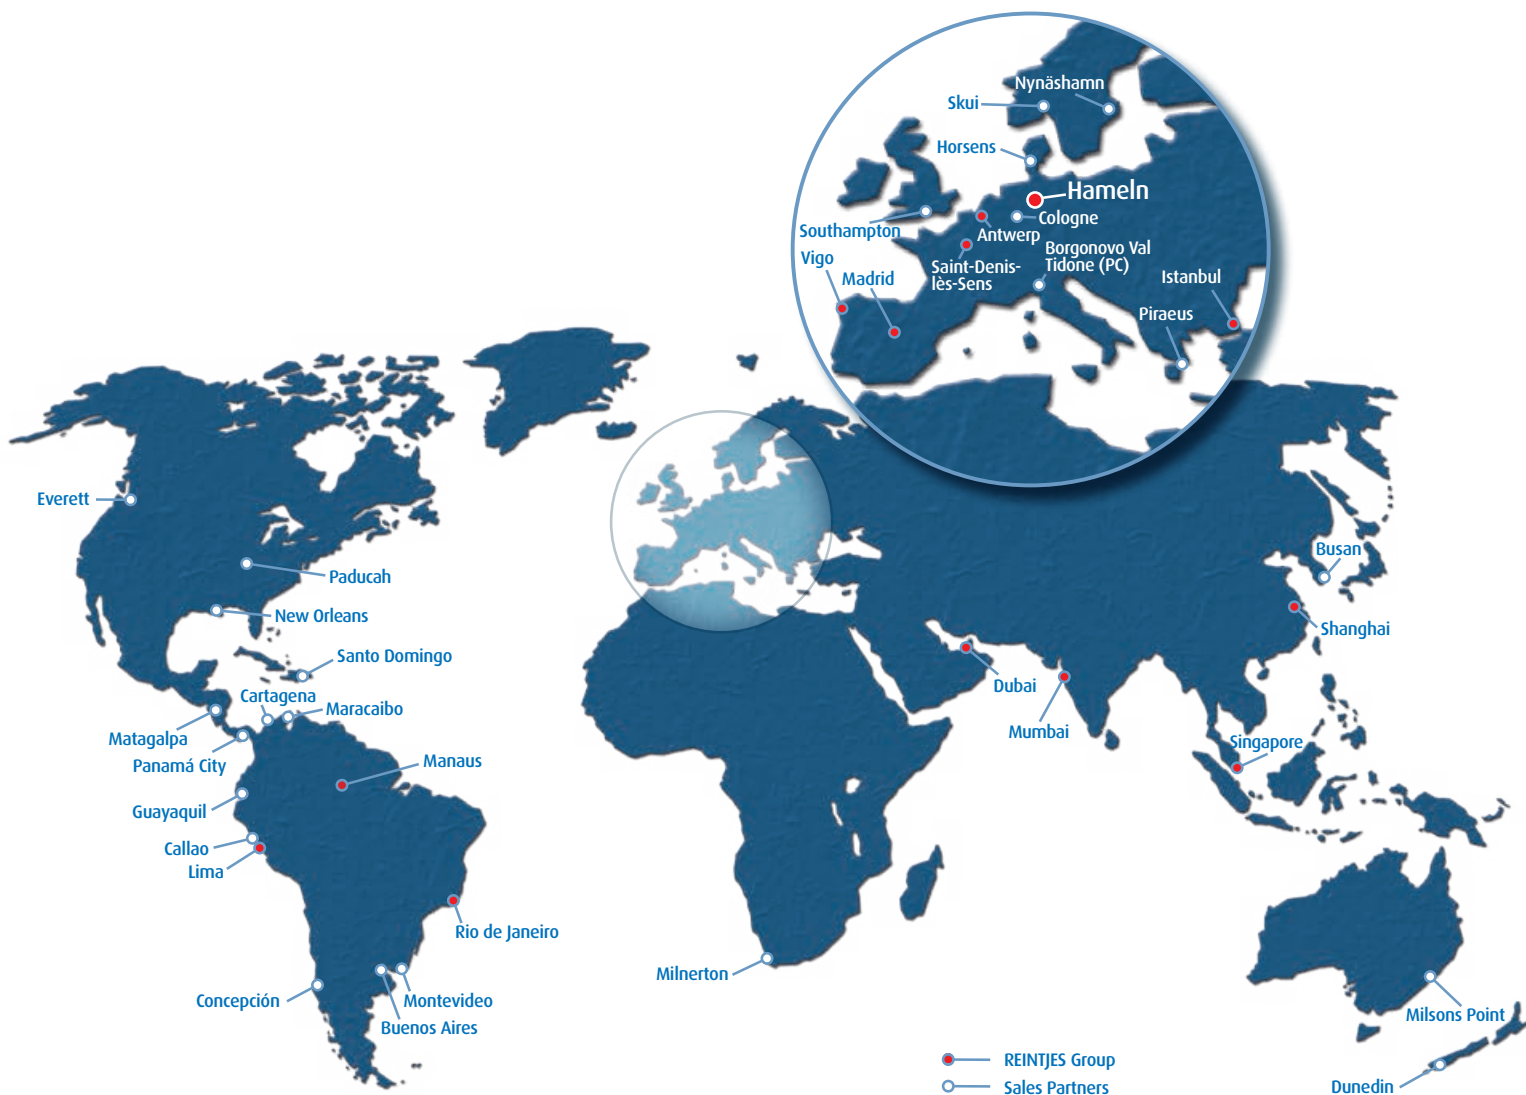 Nynäshamn
Skui
Horsens
Hameln
Cologne
Southampton
Antwerp
Borgonovo Val
Tidone (PC)
Vigo
Saint-Denis-
lès-Sens
Madrid
Istanbul
Piraeus
Everett
Paducah
New Orleans
Santo Domingo
Cartagena
Maracaibo
Matagalpa
Panamá City
Manaus
Guayaquil
Callao
Lima
Rio de Janeiro
Concepción
Montevideo
Buenos Aires
Milnerton
Busan
Shanghai
Dubai
Mumbai
Singapore
Milsons Point
Dunedin
REINTJES Group
Sales Partners